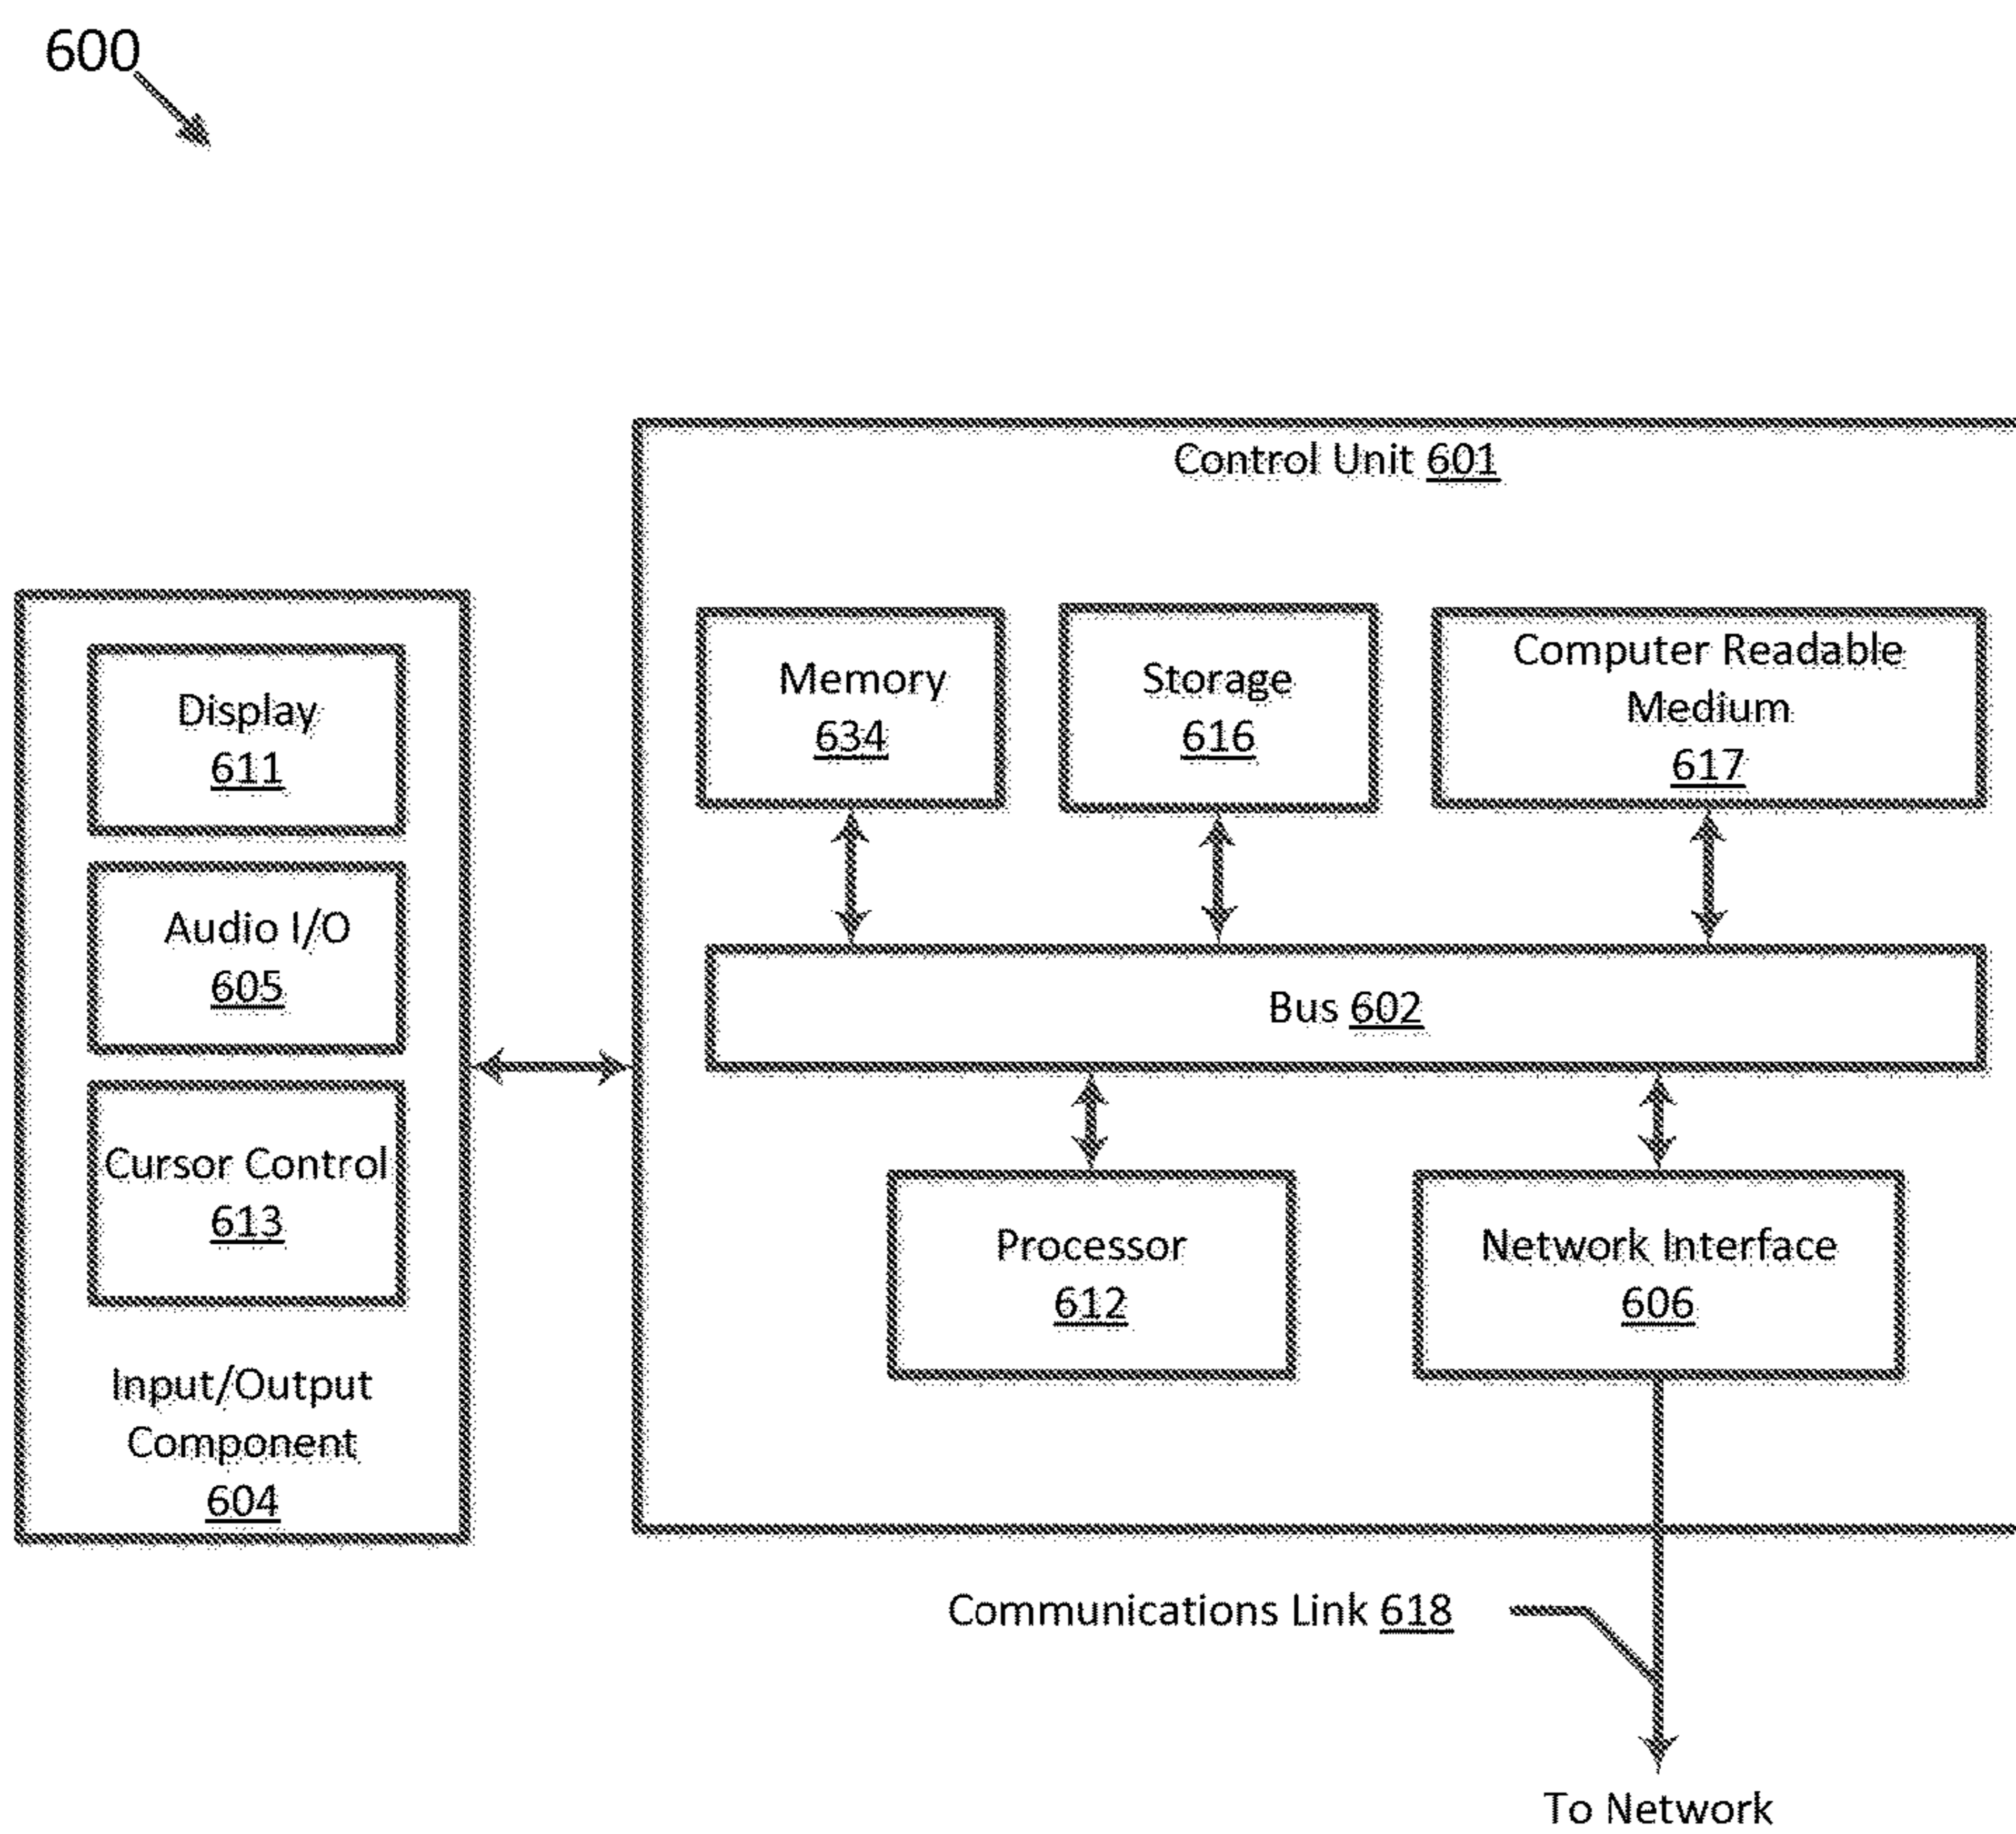 600
Control Unit 601
Memory
634
Storage
616
Computer Readable
Medium
617
Display
611
Audio I/O
605
Cursor Control
613
Input/Output
Component
604
Bus 602
Processor
612
Network Interface
606
Communications Link 618
To Network